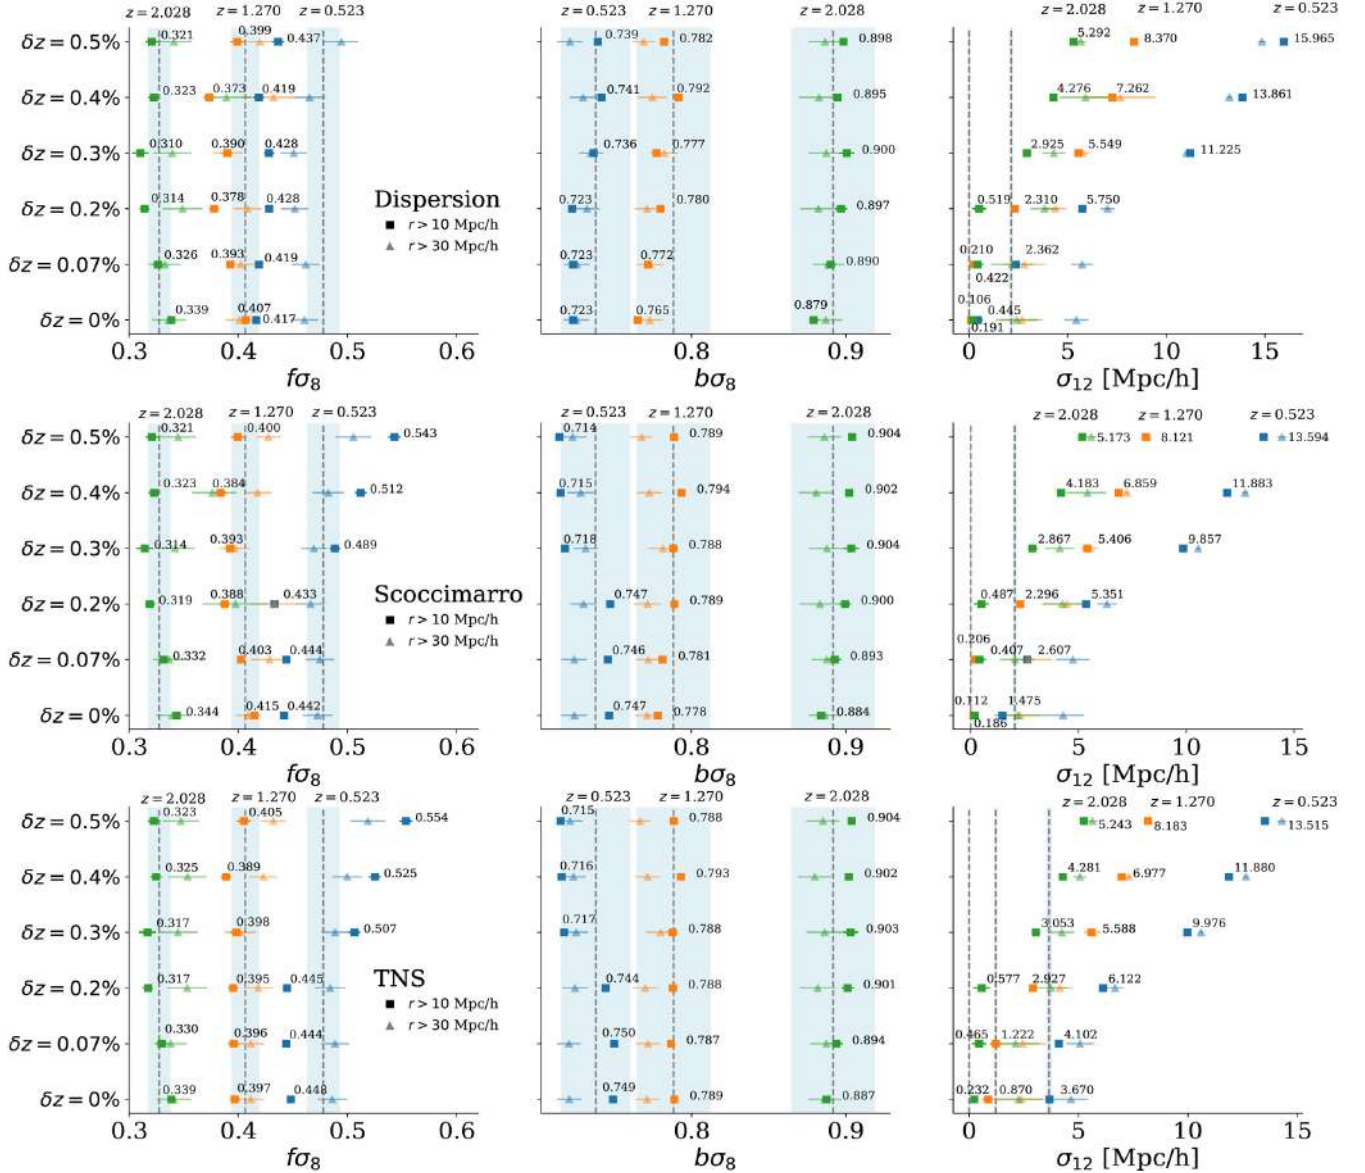 z = 2.028 z = 1.270 z = 0.523 z = 0.523 z = 1.270 z = 2.028 z = 2.028 z = 1.270 z = 0.523
δz = 0.5% 0.321 0.399 0.437 0.739 0.782 0.898 5.292 8.370 15.965
δz = 0.4% 0.323 0.373 0.419 0.741 0.792 0.895 4.276 7.262 13.861
δz = 0.3% 0.310 0.390 0.428 0.736 0.777 0.900 2.925 5.549 11.225
δz = 0.2% 0.314 0.378 0.428 0.723 0.780 0.897 0.519 2.310 5.750
Dispersion
r > 10 Mpc/h
r > 30 Mpc/h
δz = 0.07% 0.326 0.393 0.419 0.723 0.772 0.890 0.210 0.422 2.362
δz = 0% 0.339 0.407 0.417 0.723 0.765 0.879 0.106 0.191 0.445
0.3 0.4 0.5 0.6 0.8 0.9 0 5 10 15
fσ8 bσ8 σ12 [Mpc/h]
z = 2.028 z = 1.270 z = 0.523 z = 0.523 z = 1.270 z = 2.028 z = 2.028 z = 1.270 z = 0.523
δz = 0.5% 0.321 0.400 0.543 0.714 0.789 0.904 5.173 8.121 13.594
δz = 0.4% 0.323 0.384 0.512 0.715 0.794 0.902 4.183 6.859 11.883
δz = 0.3% 0.314 0.393 0.489 0.718 0.788 0.904 2.867 5.406 9.857
δz = 0.2% 0.319 0.388 0.433 0.747 0.789 0.900 0.487 2.296 5.351
Scoccimarro
r > 10 Mpc/h
r > 30 Mpc/h
δz = 0.07% 0.332 0.403 0.444 0.746 0.781 0.893 0.206 0.407 2.607
δz = 0% 0.344 0.415 0.442 0.747 0.778 0.884 0.112 0.186 1.475
0.3 0.4 0.5 0.6 0.8 0.9 0 5 10 15
fσ8 bσ8 σ12 [Mpc/h]
z = 2.028 z = 1.270 z = 0.523 z = 0.523 z = 1.270 z = 2.028 z = 2.028 z = 1.270 z = 0.523
δz = 0.5% 0.323 0.405 0.554 0.715 0.788 0.904 5.243 8.183 13.515
δz = 0.4% 0.325 0.389 0.525 0.716 0.793 0.902 4.281 6.977 11.880
δz = 0.3% 0.317 0.398 0.507 0.717 0.788 0.903 3.053 5.588 9.976
δz = 0.2% 0.317 0.395 0.445 0.744 0.788 0.901 0.577 2.927 6.122
TNS
r > 10 Mpc/h
r > 30 Mpc/h
δz = 0.07% 0.330 0.396 0.444 0.750 0.787 0.894 0.465 1.222 4.102
δz = 0% 0.339 0.397 0.448 0.749 0.789 0.887 0.232 0.870 3.670
0.3 0.4 0.5 0.6 0.8 0.9 0 5 10 15
fσ8 bσ8 σ12 [Mpc/h]